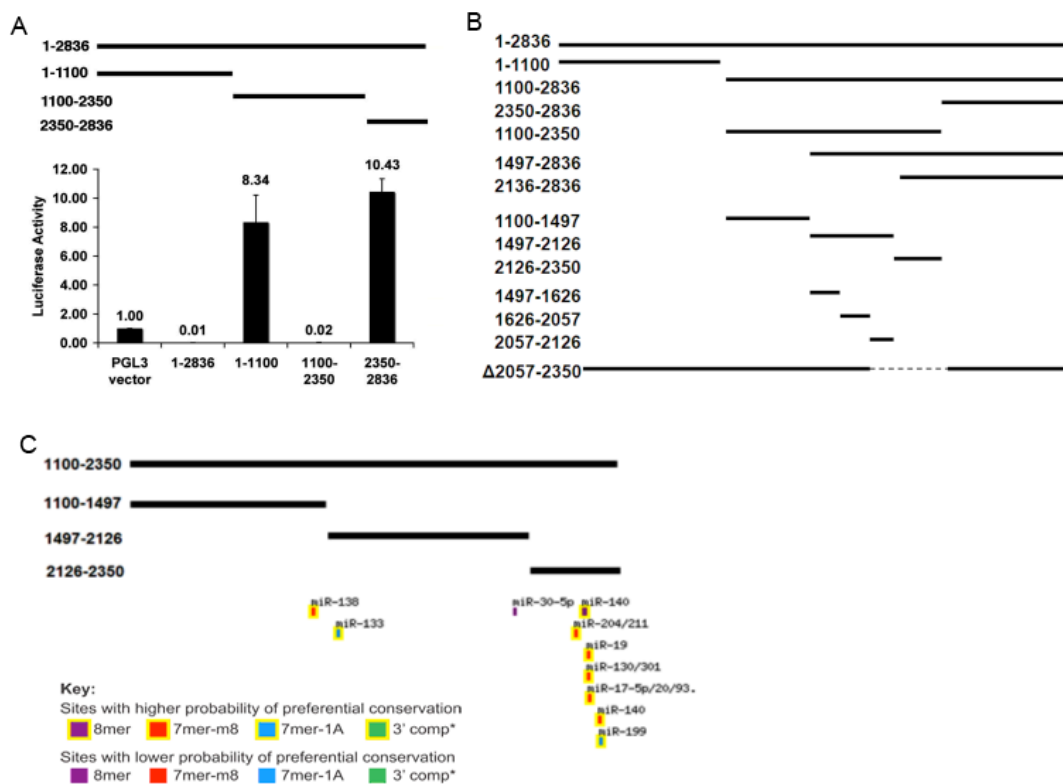 A
1-2836
1-1100
1100-2350
2350-2836
Luciferase Activity
12.00
10.00
8.00
6.00
4.00
2.00
0.00
1.00
0.01
8.34
0.02
10.43
PGL3 vector
1-2836
1-1100
1100-2350
2350-2836
B
1-2836
1-1100
1100-2836
2350-2836
1100-2350
1497-2836
2136-2836
1100-1497
1497-2126
2126-2350
1497-1626
1626-2057
2057-2126
Δ2057-2350
C
1100-2350
1100-1497
1497-2126
2126-2350
miR-138
miR-133
miR-30-5p
miR-140
miR-204/211
miR-19
miR-130/301
miR-17-5p/20/93.
miR-140
miR-199
Key:
Sites with higher probability of preferential conservation
8mer 7mer-m8 7mer-1A 3' comp*
Sites with lower probability of preferential conservation
8mer 7mer-m8 7mer-1A 3' comp*